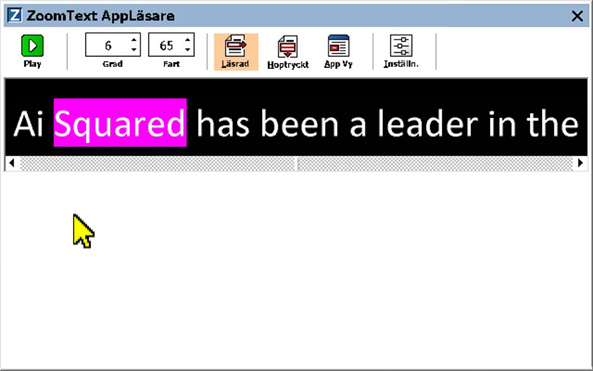 ZoomText AppLäsare
Play
6
Grad
65
Fart
Läsrad
Hoptryckt
App Vy
Inställn.
Ai Squared has been a leader in the